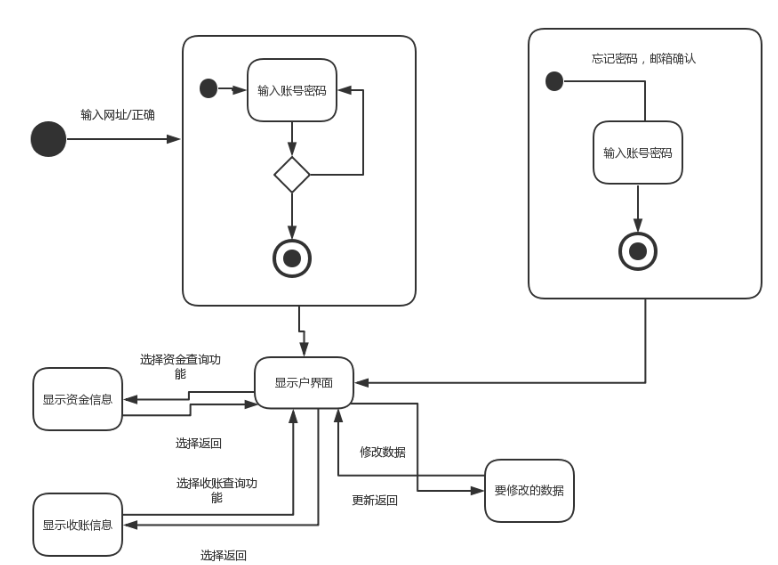 忘记密码，邮箱确认
输入账号密码
输入网址/正确
输入账号密码
选择资金查询功
能
显示户界面
显示资金信息
选择返回
修改数据
选择收账查询功
能
要修改的数据
更新返回
显示收账信息
选择返回